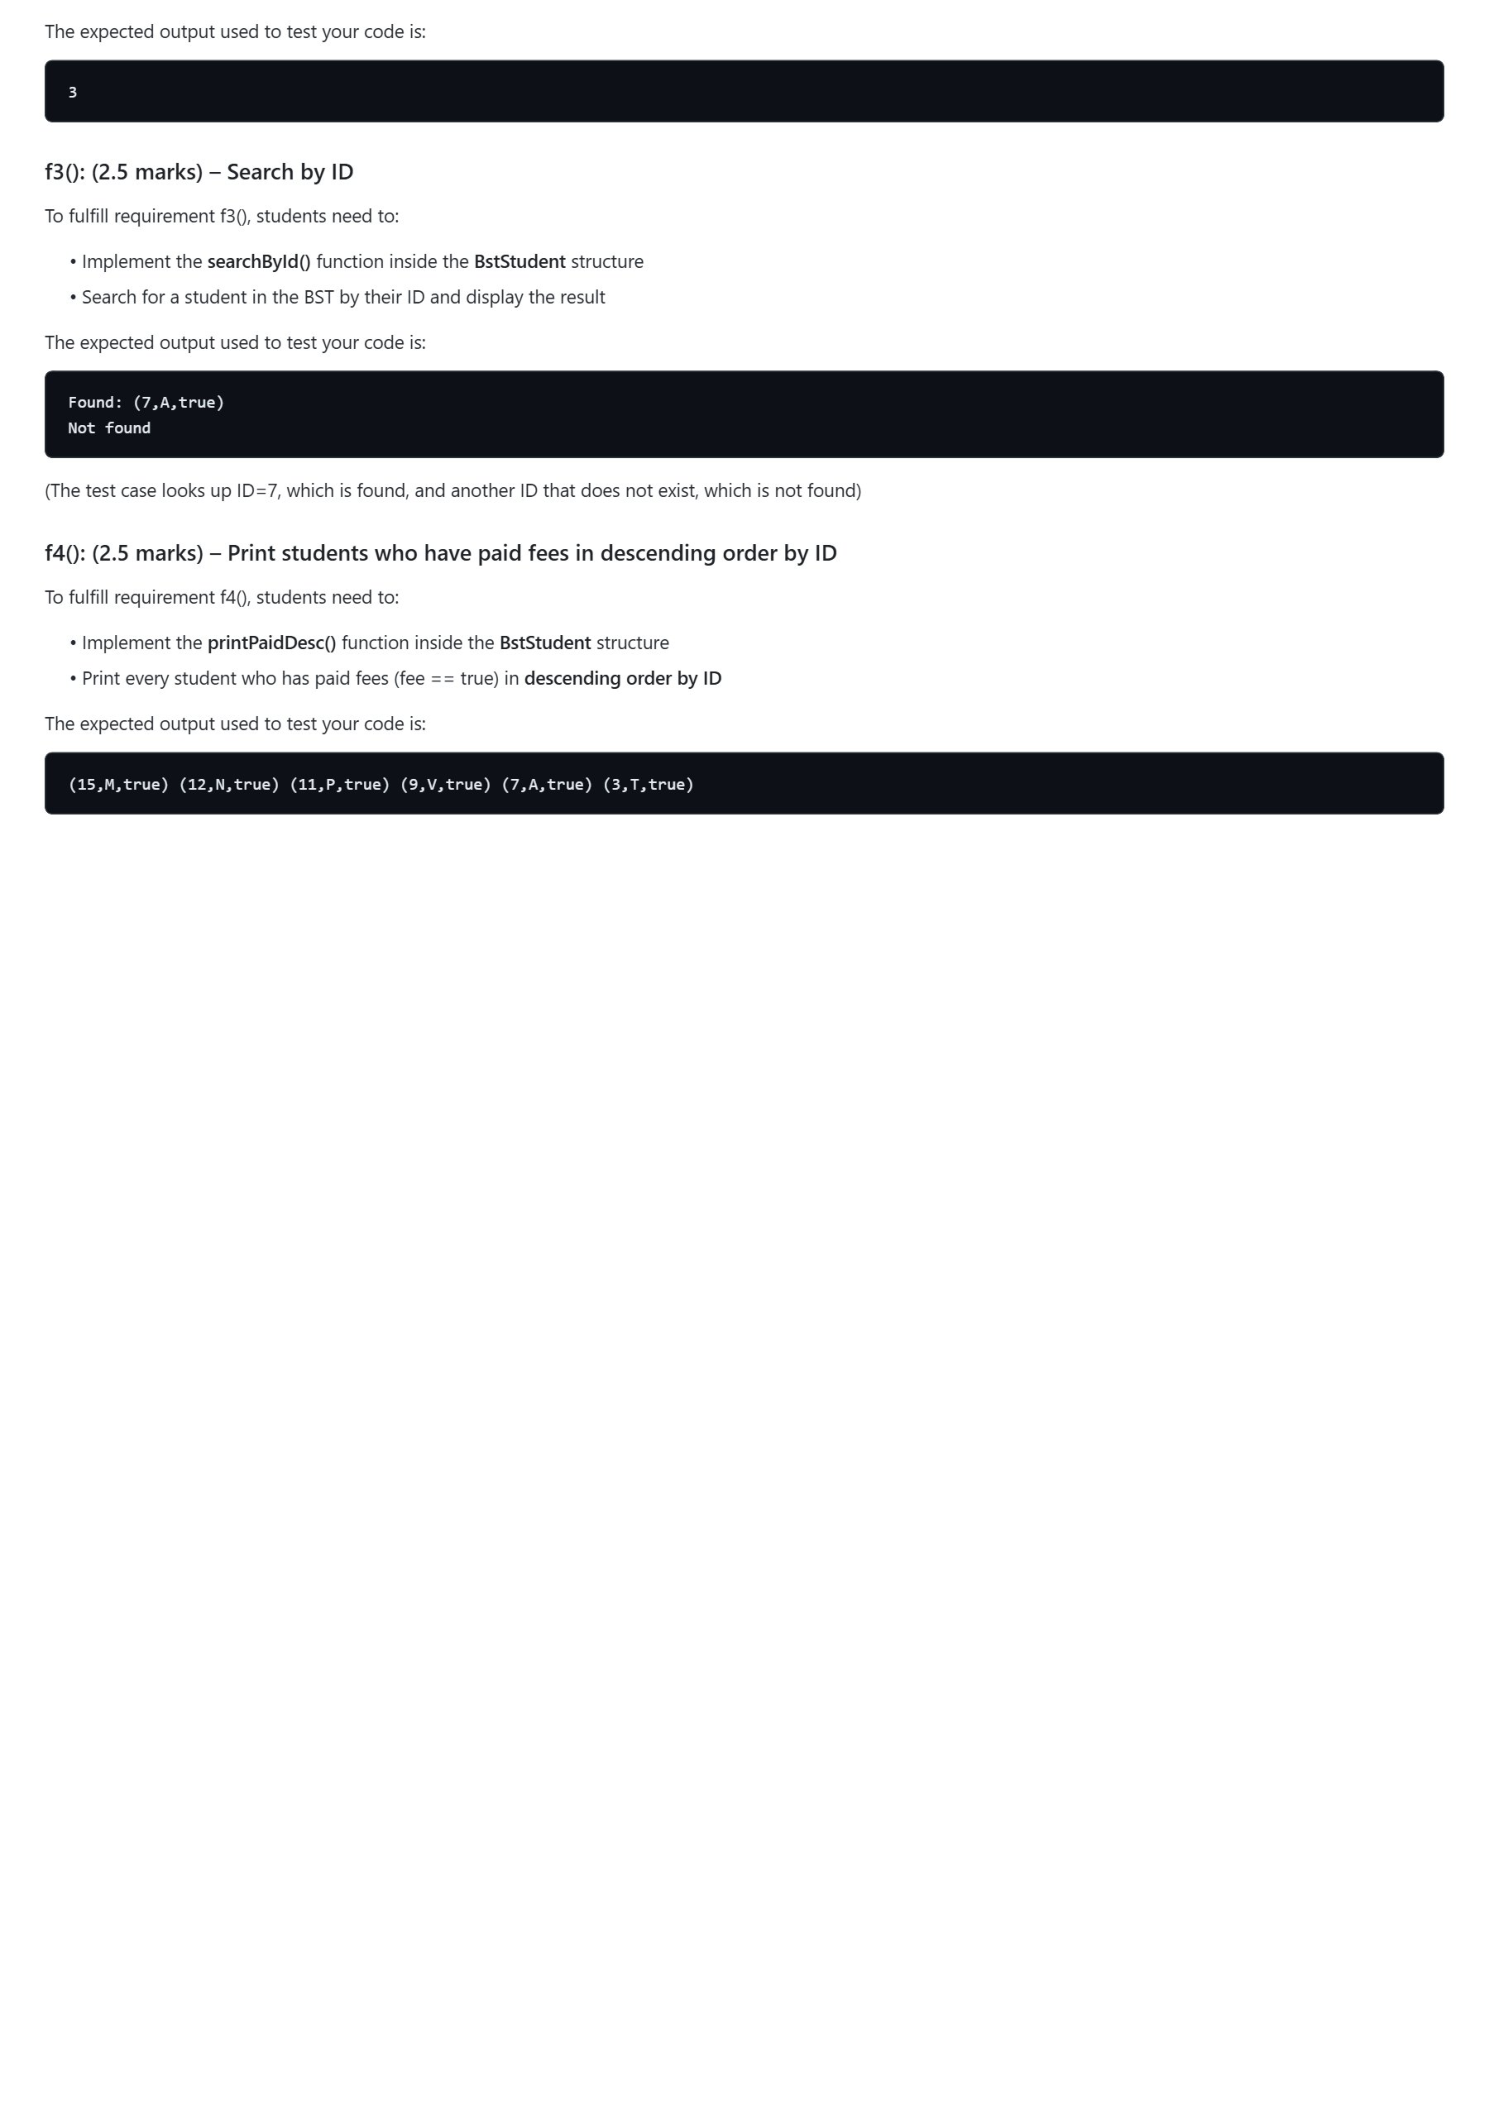 The expected output used to test your code is:
3
f3(): (2.5 marks) – Search by ID
To fulfill requirement f3(), students need to:
• Implement the searchById() function inside the BstStudent structure
• Search for a student in the BST by their ID and display the result
The expected output used to test your code is:
Found: (7,A,true)
Not found
(The test case looks up ID=7, which is found, and another ID that does not exist, which is not found)
f4(): (2.5 marks) – Print students who have paid fees in descending order by ID
To fulfill requirement f4(), students need to:
• Implement the printPaidDesc() function inside the BstStudent structure
• Print every student who has paid fees (fee == true) in descending order by ID
The expected output used to test your code is:
(15,M,true) (12,N,true) (11,P,true) (9,V,true) (7,A,true) (3,T,true)